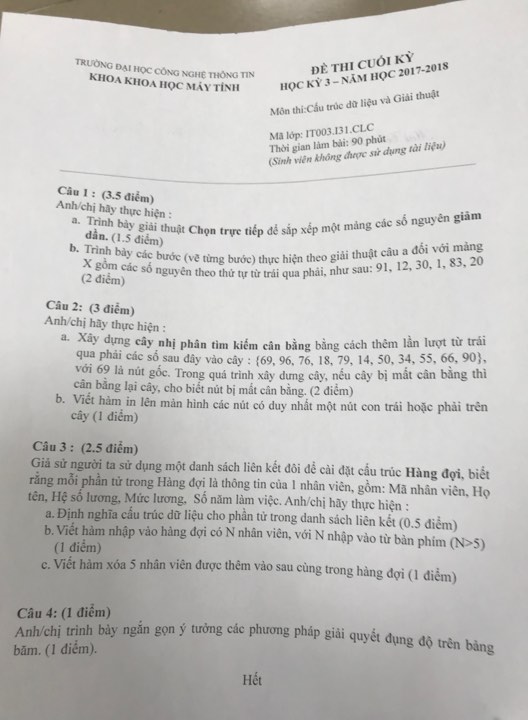 TRƯỜNG ĐẠI HỌC CÔNG NGHỆ THÔNG TIN
KHOA KHOA HỌC MÁY TÍNH
ĐỀ THI CUỐI KỲ
HỌC KỲ 3 – NĂM HỌC 2017-2018
Môn thi:Cấu trúc dữ liệu và Giải thuật
Mã lớp: IT003.I31.CLC
Thời gian làm bài: 90 phút
(Sinh viên không được sử dụng tài liệu)
Câu 1 : (3.5 điểm)
Anh/chị hãy thực hiện :
a. Trình bày giải thuật Chọn trực tiếp để sắp xếp một mảng các số nguyên giảm
dần. (1.5 điểm)
b. Trình bày các bước (vẽ từng bước) thực hiện theo giải thuật câu a đối với mảng
X gồm các số nguyên theo thứ tự từ trái qua phải, như sau: 91, 12, 30, 1, 83, 20
(2 điểm)
Câu 2: (3 điểm)
Anh/chị hãy thực hiện :
a. Xây dựng cây nhị phân tìm kiếm cân bằng bằng cách thêm lần lượt từ trái
qua phải các số sau đây vào cây : {69, 96, 76, 18, 79, 14, 50, 34, 55, 66, 90},
với 69 là nút gốc. Trong quá trình xây dựng cây, nếu cây bị mất cân bằng thì
cân bằng lại cây, cho biết nút bị mất cân bằng. (2 điểm)
b. Viết hàm in lên màn hình các nút có duy nhất một nút con trái hoặc phải trên
cây (1 điểm)
Câu 3 : (2.5 điểm)
Giả sử người ta sử dụng một danh sách liên kết đôi để cài đặt cấu trúc Hàng đợi, biết
rằng mỗi phần tử trong Hàng đợi là thông tin của 1 nhân viên, gồm: Mã nhân viên, Họ
tên, Hệ số lương, Mức lương, Số năm làm việc. Anh/chị hãy thực hiện :
a. Định nghĩa cấu trúc dữ liệu cho phần tử trong danh sách liên kết (0.5 điểm)
b. Viết hàm nhập vào hàng đợi có N nhân viên, với N nhập vào từ bàn phím (N>5)
(1 điểm)
c. Viết hàm xóa 5 nhân viên được thêm vào sau cùng trong hàng đợi (1 điểm)
Câu 4: (1 điểm)
Anh/chị trình bày ngắn gọn ý tưởng các phương pháp giải quyết đụng độ trên bảng
băm. (1 điểm).
Hết